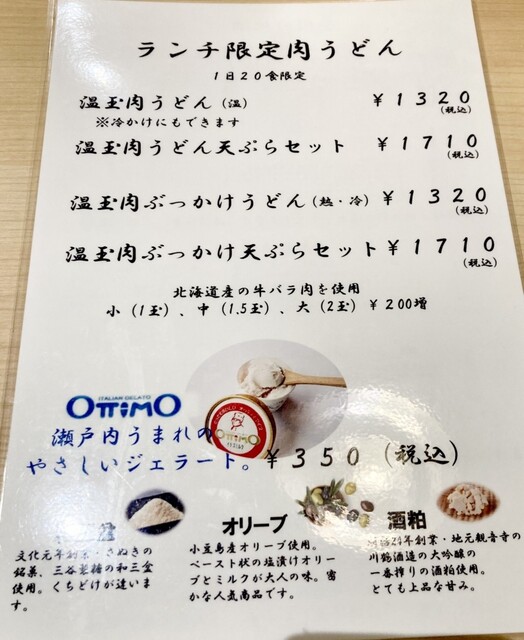 ランチ限定肉うどん
1日20食限定
温玉肉うどん(温) ¥1320
(税込)
※冷かけにもできます
温玉肉うどん天ぷらセット ¥1710
(税込)
温玉肉ぶっかけうどん(熱・冷) ¥1320
(税込)
温玉肉ぶっかけ天ぷらセット ¥1710
(税込)
北海道産の牛バラ肉を使用
小(1玉)、中(1.5玉)、大(2玉)¥200増
ITALIAN GELATO
OTTIMO
瀬戸内うまれの
やさしいジェラート。¥350(税込)
オリーブ
酒粕
文化元年創業・さぬきの
銘菓、三谷製糖の和三盆
使用。くちどけが違いま
す。
小豆島産オリーブ使用。
ペースト状の塩漬けオリー
ブとミルクが大人の味。密
かな人気商品です。
24年創業・地元観音寺の
川鶴酒造の大吟醸の
一番搾りの酒粕使用。
とても上品な甘み。